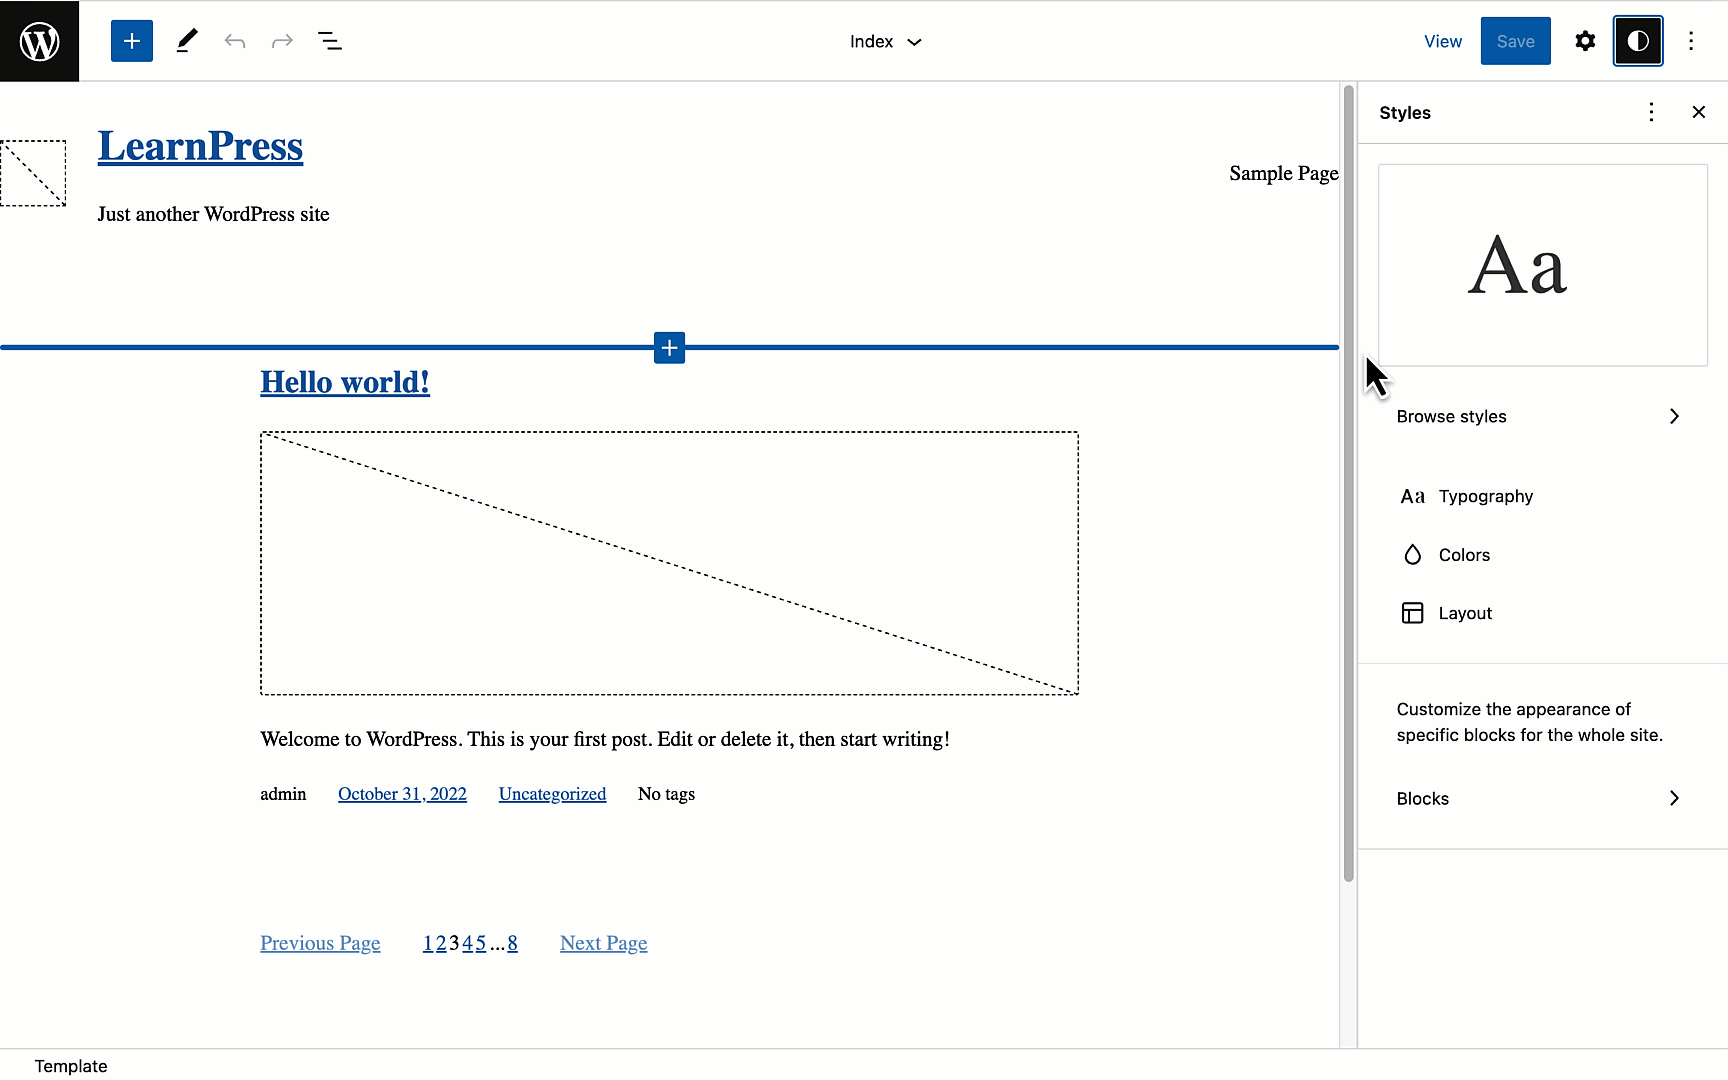 Index
View
Save
LearnPress
Just another WordPress site
Sample Page
Hello world!
Welcome to WordPress. This is your first post. Edit or delete it, then start writing!
admin October 31, 2022 Uncategorized No tags
Previous Page 1 2 3 4 5 ... 8 Next Page
Template
Styles
Aa
Browse styles
Aa Typography
Colors
Layout
Customize the appearance of
specific blocks for the whole site.
Blocks